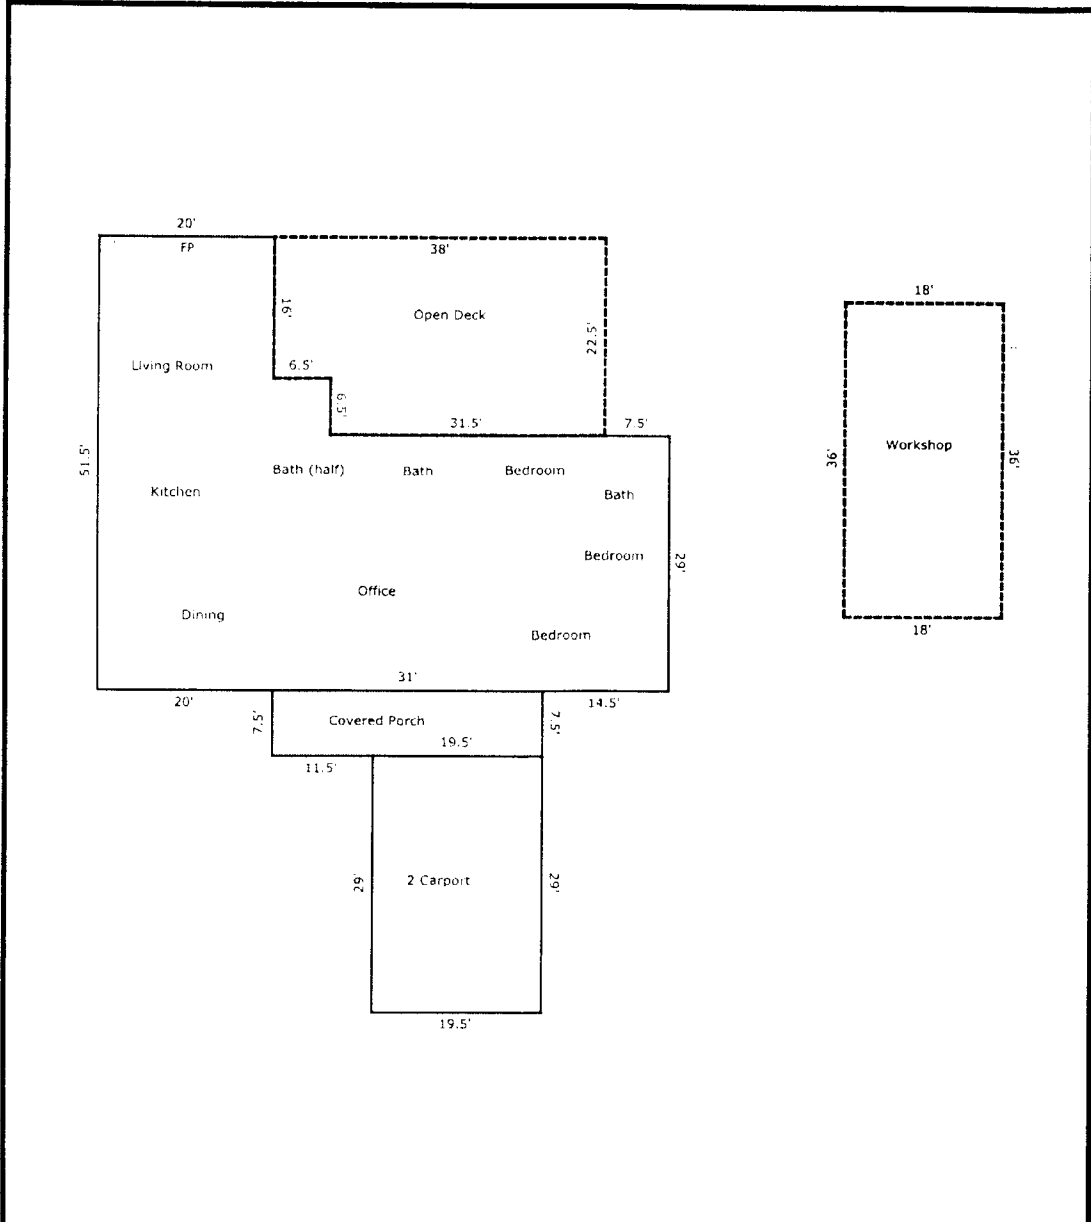 20'
FP
38'
16'
Open Deck
22.5'
Living Room
6.5'
6.5'
31.5'
7.5'
51.5'
Bath (half)
Bath
Bedroom
Kitchen
Bath
Bedroom
29'
Office
Dining
Bedroom
31'
20'
14.5'
7.5'
Covered Porch
7.5'
19.5'
11.5'
29'
2 Carport
29'
19.5'
18'
36'
Workshop
36'
18'